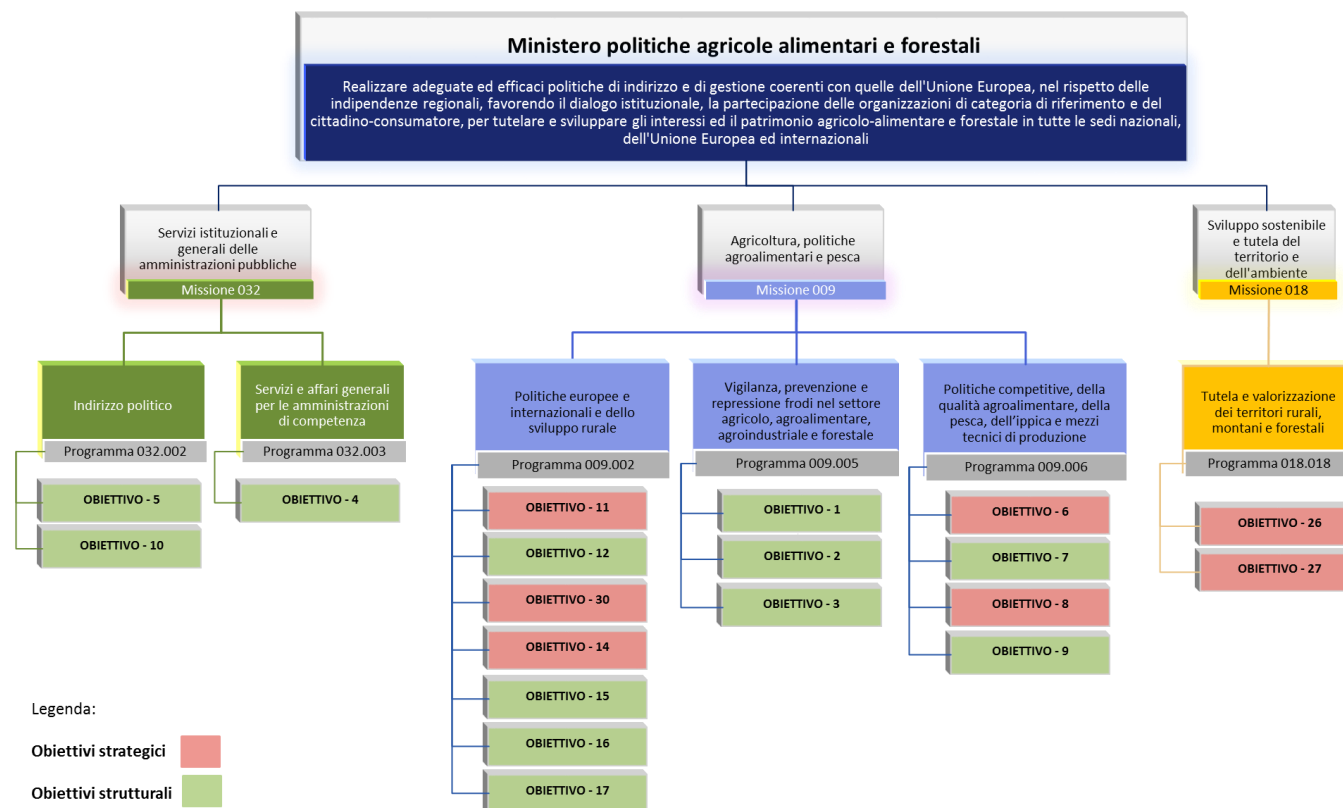 Ministero politiche agricole alimentari e forestali
Realizzare adeguate ed efficaci politiche di indirizzo e di gestione coerenti con quelle dell'Unione Europea, nel rispetto delle
indipendenze regionali, favorendo il dialogo istituzionale, la partecipazione delle organizzazioni di categoria di riferimento e del
cittadino-consumatore, per tutelare e sviluppare gli interessi ed il patrimonio agricolo-alimentare e forestale in tutte le sedi nazionali,
dell'Unione Europea ed internazionali
Servizi istituzionali e
generali delle
amministrazioni pubbliche
Missione 032
Agricoltura, politiche
agroalimentari e pesca
Missione 009
Sviluppo sostenibile
e tutela del
territorio e
dell'ambiente
Missione 018
Indirizzo politico
Programma 032.002
OBIETTIVO - 5
OBIETTIVO - 10
Servizi e affari generali
per le amministrazioni
di competenza
Programma 032.003
OBIETTIVO - 4
Politiche europee e
internazionali e dello
sviluppo rurale
Programma 009.002
OBIETTIVO - 11
OBIETTIVO - 12
OBIETTIVO - 30
OBIETTIVO - 14
OBIETTIVO - 15
OBIETTIVO - 16
OBIETTIVO - 17
Vigilanza, prevenzione e
repressione frodi nel settore
agricolo, agroalimentare,
agroindustriale e forestale
Programma 009.005
OBIETTIVO - 1
OBIETTIVO - 2
OBIETTIVO - 3
Politiche competitive, della
qualità agroalimentare, della
pesca, dell'ippica e mezzi
tecnici di produzione
Programma 009.006
OBIETTIVO - 6
OBIETTIVO - 7
OBIETTIVO - 8
OBIETTIVO - 9
Tutela e valorizzazione
dei territori rurali,
montani e forestali
Programma 018.018
OBIETTIVO - 26
OBIETTIVO - 27
Legenda:
Obiettivi strategici
Obiettivi strutturali